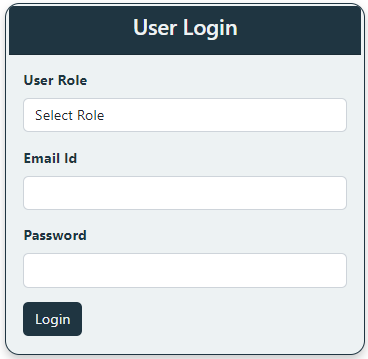 User Login
User Role
Select Role
Email Id
Password
Login